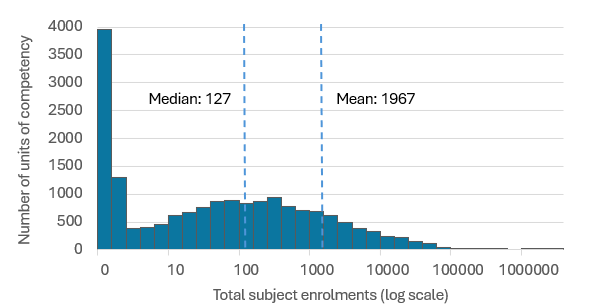 4000
3500
3000
2500
2000
1500
1000
500
0
Number of units of competency
Median: 127
Mean: 1967
0 10 100 1000 10000 100000 1000000
Total subject enrolments (log scale)